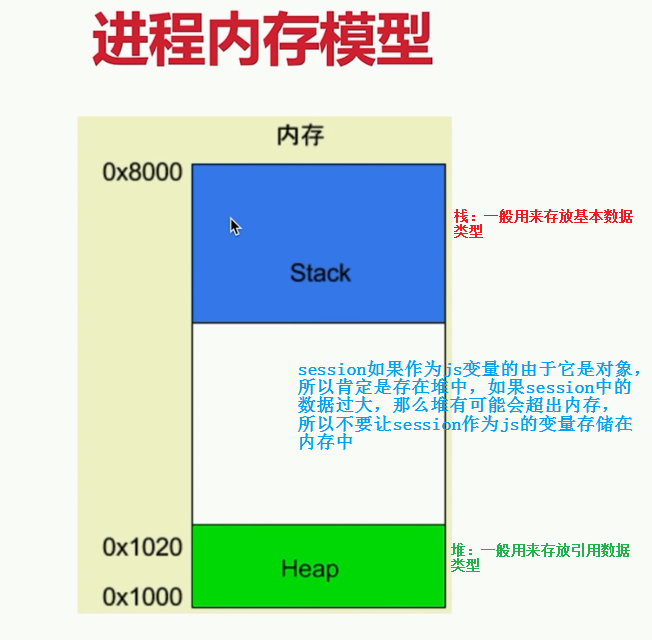 进程内存模型
内存
0x8000
栈：一般用来存放基本数据
类型
Stack
session如果作为js变量的由于它是对象，
所以肯定是存在堆中，如果session中的
数据过大，那么堆有可能会超出内存，
所以不要让session作为js的变量存储在
内存中
0x1020
堆：一般用来存放引用数据
类型
Heap
0x1000